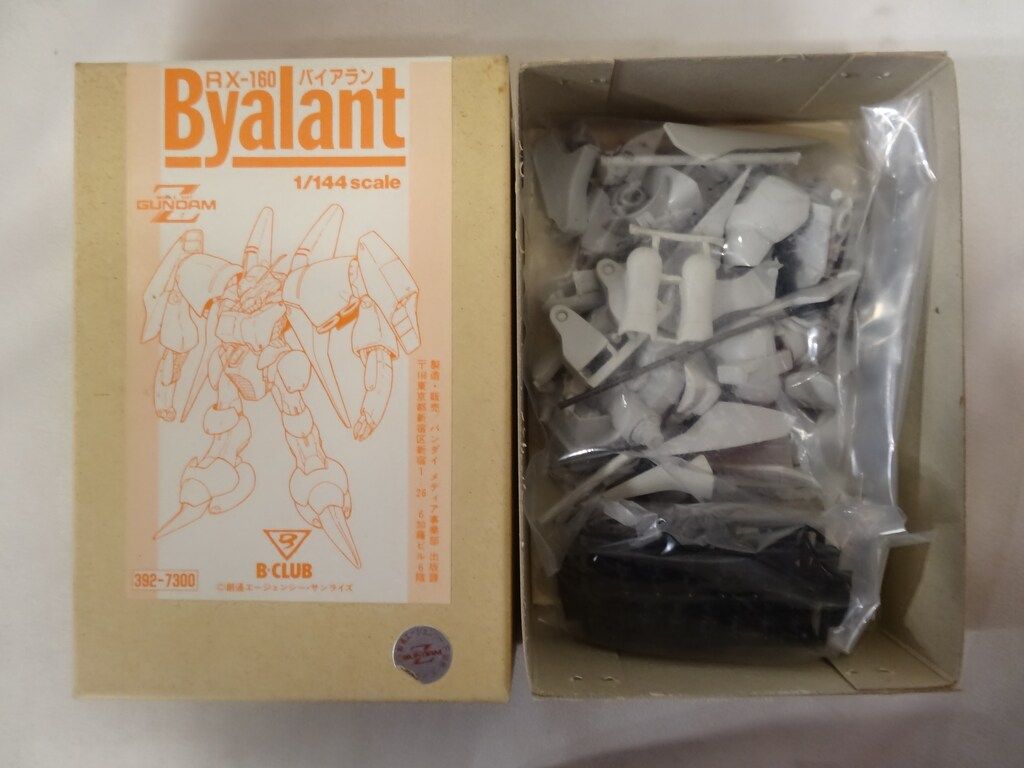 RX-160 バイアラン
Byalant
1/144 scale
Z
GUNDAM
製造・販売/バンダイ メディア事業部 出版課
B-CLUB
392-7300
©創通エージェンシー・サンライズ
GUNDAM